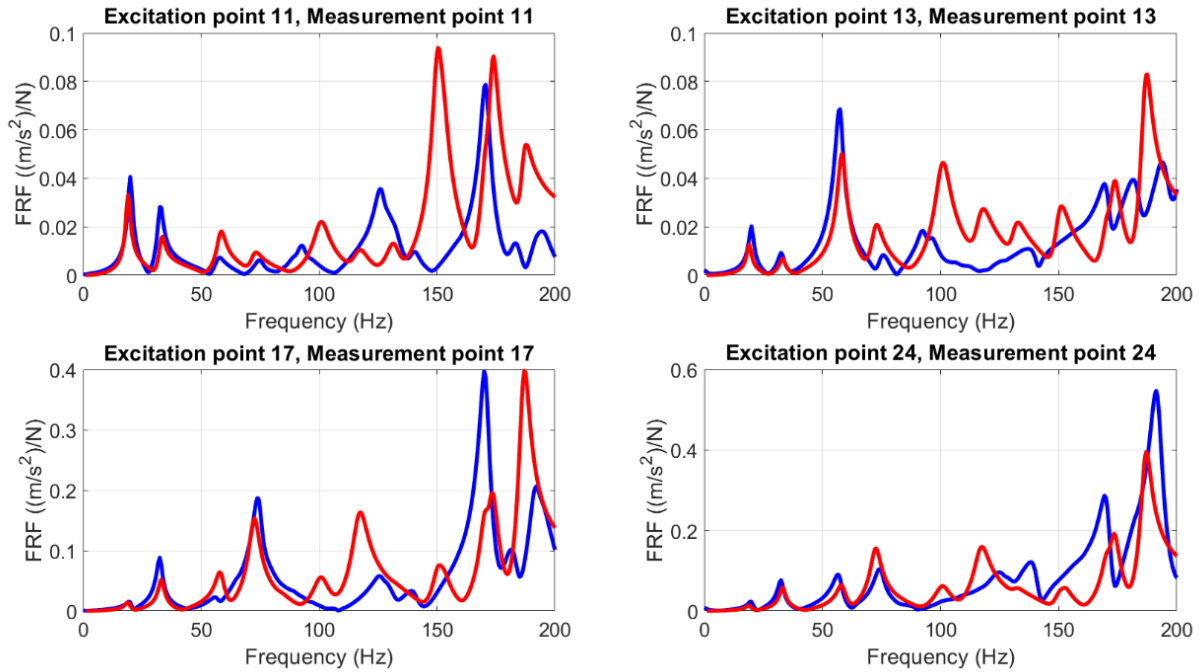 Excitation point 11, Measurement point 11
0.1
0.08
0.06
0.04
0.02
0
FRF ((m/s²)/N)
0 50 100 150 200
Frequency (Hz)
Excitation point 13, Measurement point 13
0.1
0.08
0.06
0.04
0.02
0
FRF ((m/s²)/N)
0 50 100 150 200
Frequency (Hz)
Excitation point 17, Measurement point 17
0.4
0.3
0.2
0.1
0
FRF ((m/s²)/N)
0 50 100 150 200
Frequency (Hz)
Excitation point 24, Measurement point 24
0.6
0.4
0.2
0
FRF ((m/s²)/N)
0 50 100 150 200
Frequency (Hz)